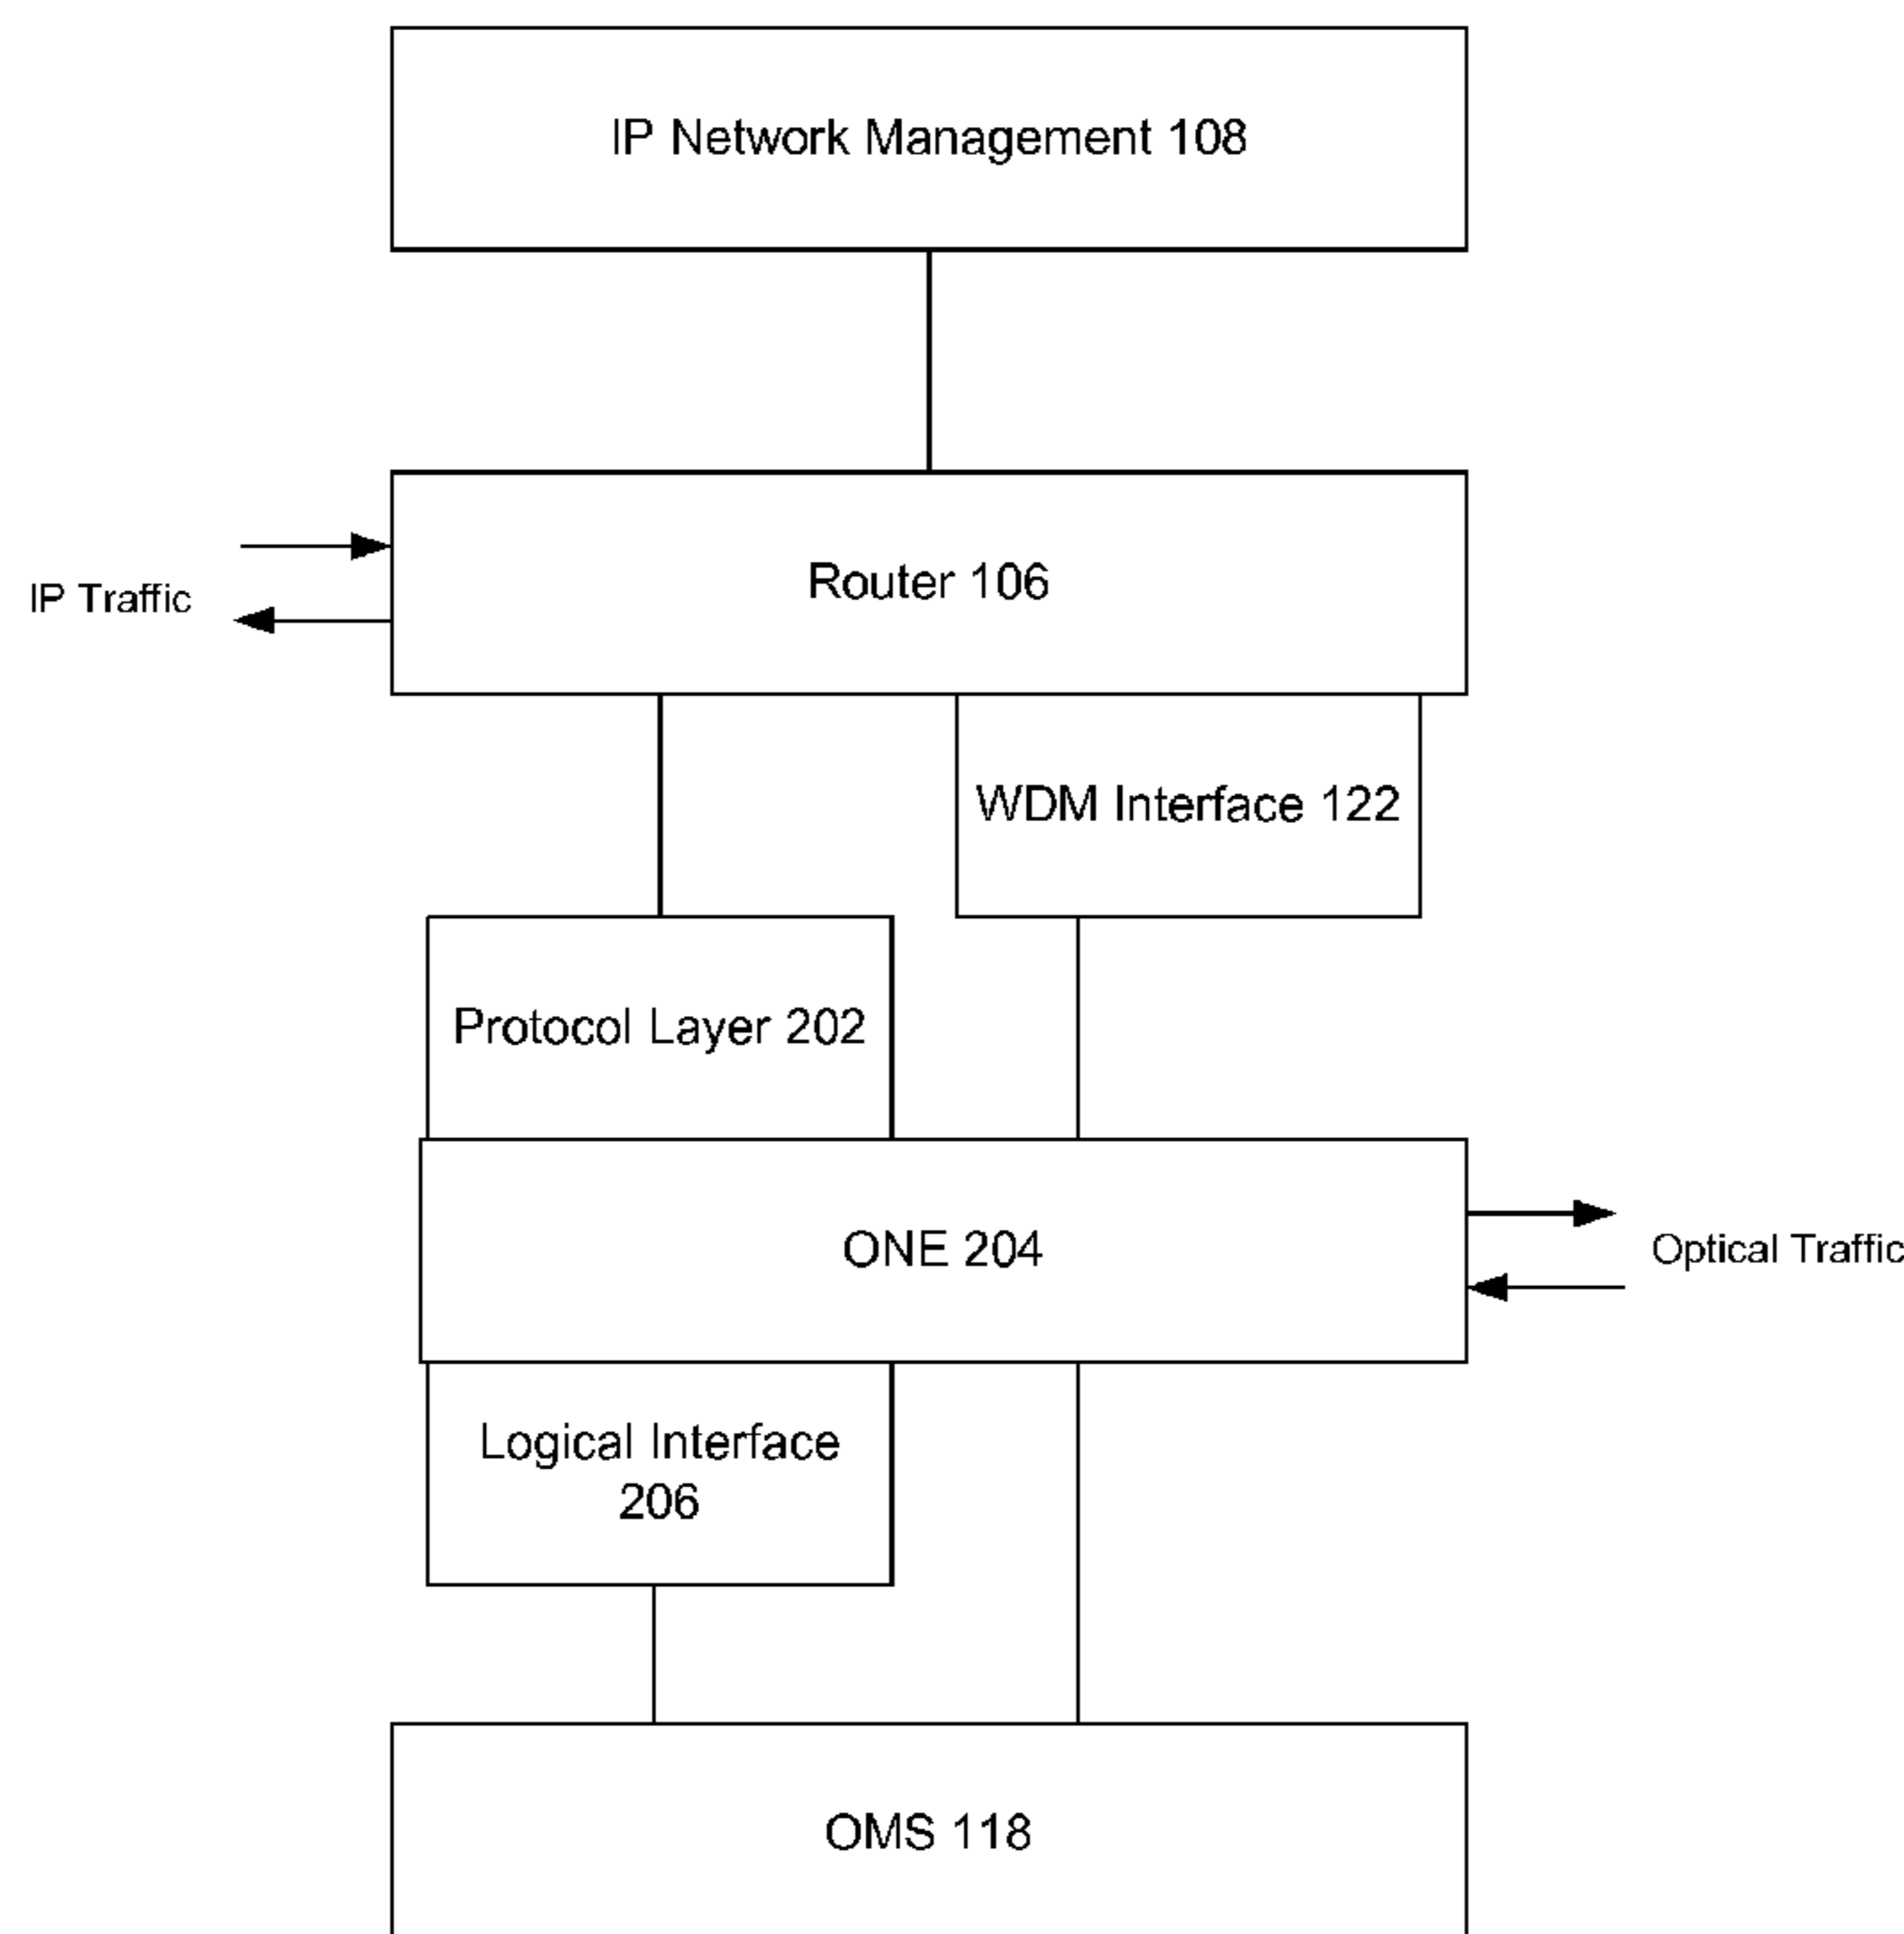 IP Network Management 108
Router 106
IP Traffic
WDM Interface 122
Protocol Layer 202
ONE 204
Optical Traffic
Logical Interface
206
OMS 118